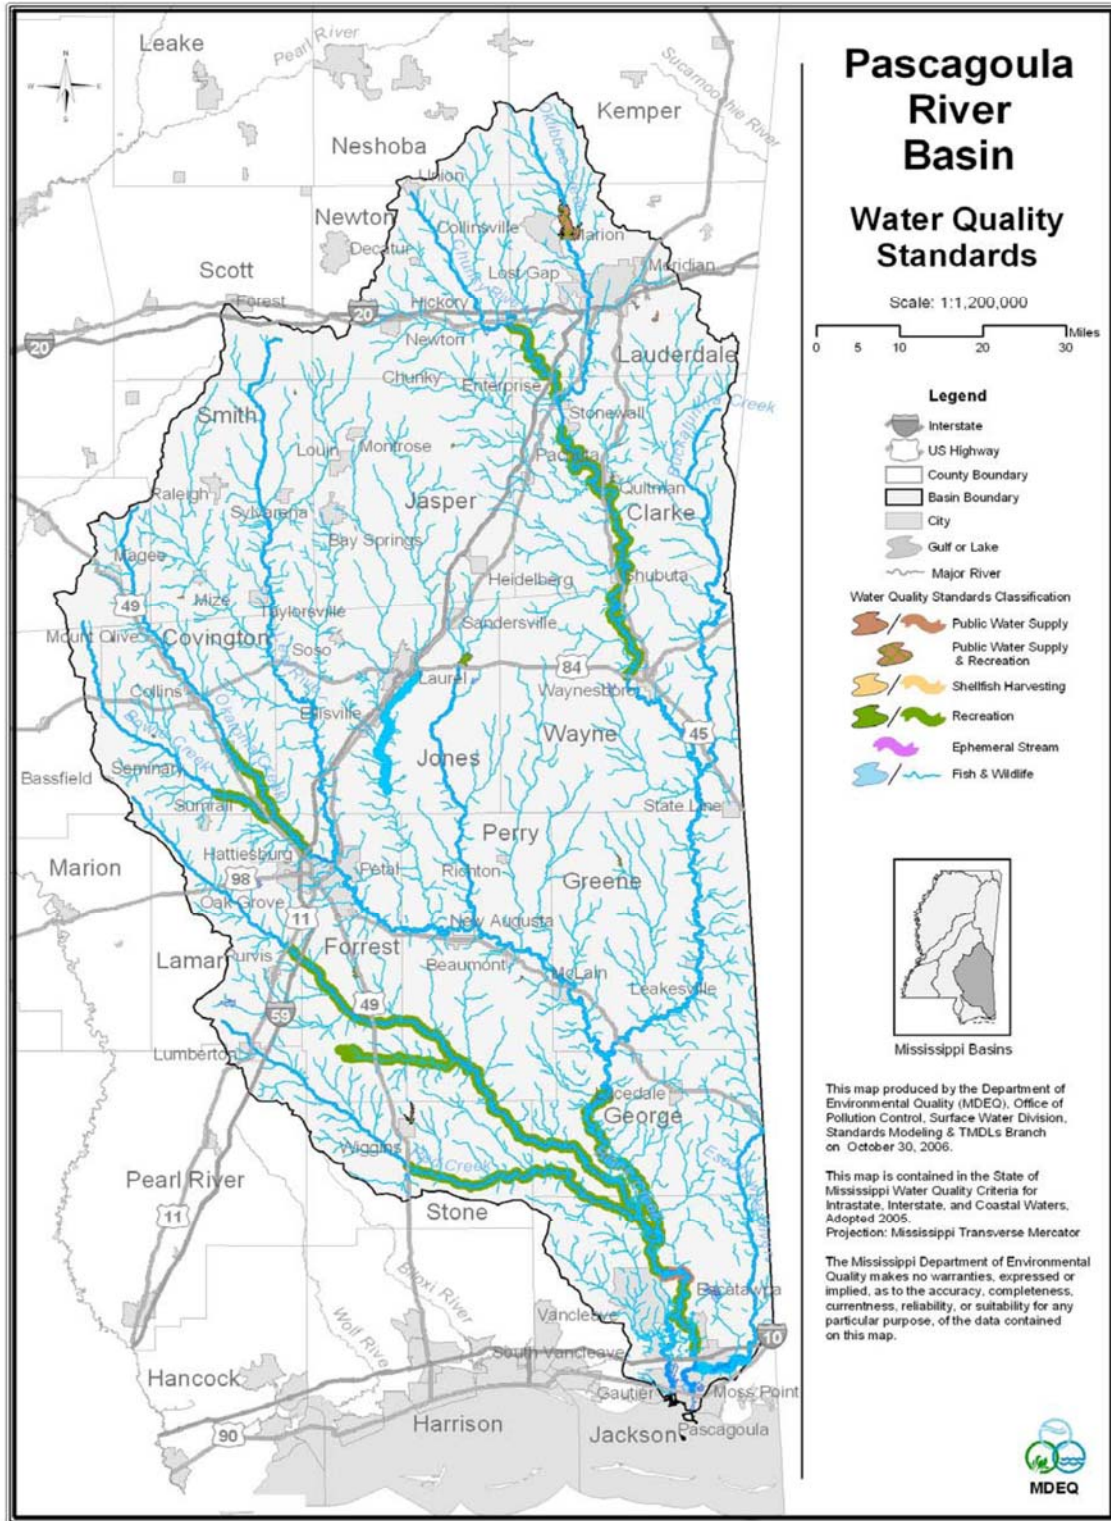 Pascagoula
River
Basin
Water Quality
Standards
Scale: 1:1,200,000
Miles
0 5 10 20 30
Legend
Interstate
US Highway
County Boundary
Basin Boundary
City
Gulf or Lake
Major River
Water Quality Standards Classification
Public Water Supply
Public Water Supply
& Recreation
Shellfish Harvesting
Recreation
Ephemeral Stream
Fish & Wildlife
Mississippi Basins
This map produced by the Department of
Environmental Quality (MDEQ), Office of
Pollution Control, Surface Water Division,
Standards Modeling & TMDLs Branch
on October 30, 2006.
This map is contained in the State of
Mississippi Water Quality Criteria for
Intrastate, Interstate, and Coastal Waters,
Adopted 2005.
Projection: Mississippi Transverse Mercator
The Mississippi Department of Environmental
Quality makes no warranties, expressed or
implied, as to the accuracy, completeness,
currentness, reliability, or suitability for any
particular purpose, of the data contained
on this map.
MDEQ
N
W E
S
Leake
Pearl River
Kemper
Sucarnoochie River
Neshoba
Union
Newton
Collinsville
Marion
Decatur
Chunky River
Scott
Lost Gap
Meridian
Forest
20
Hickory
20
Newton
Lauderdale
Chunky
Enterprise
Smith
Stonewall
Louin
Montrose
Pachuta
Raleigh
Jasper
Quitman
Sylvarena
Clarke
Bay Springs
Magee
Heidelberg
Shubuta
49
Mize
Taylorsville
Sandersville
Mount Olive
Covington
Soso
84
Laurel
Waynesboro
Collins
Ellisville
Wayne
45
Bowie Creek
Jones
Bassfield
Seminary
State Line
Sumrall
Perry
Hattiesburg
Marion
98
Petal
Richton
Greene
Oak Grove
11
New Augusta
Forrest
Lamar
Purvis
Beaumont
McLain
49
Leakesville
59
Lumberton
Lucedale
George
Wiggins
Red Creek
Pearl River
11
Stone
Biloxi River
Wolf River
Escatawpa
Vancleave
10
South Vancleave
Hancock
Gautier
Moss Point
90
Harrison
Jackson
Pascagoula